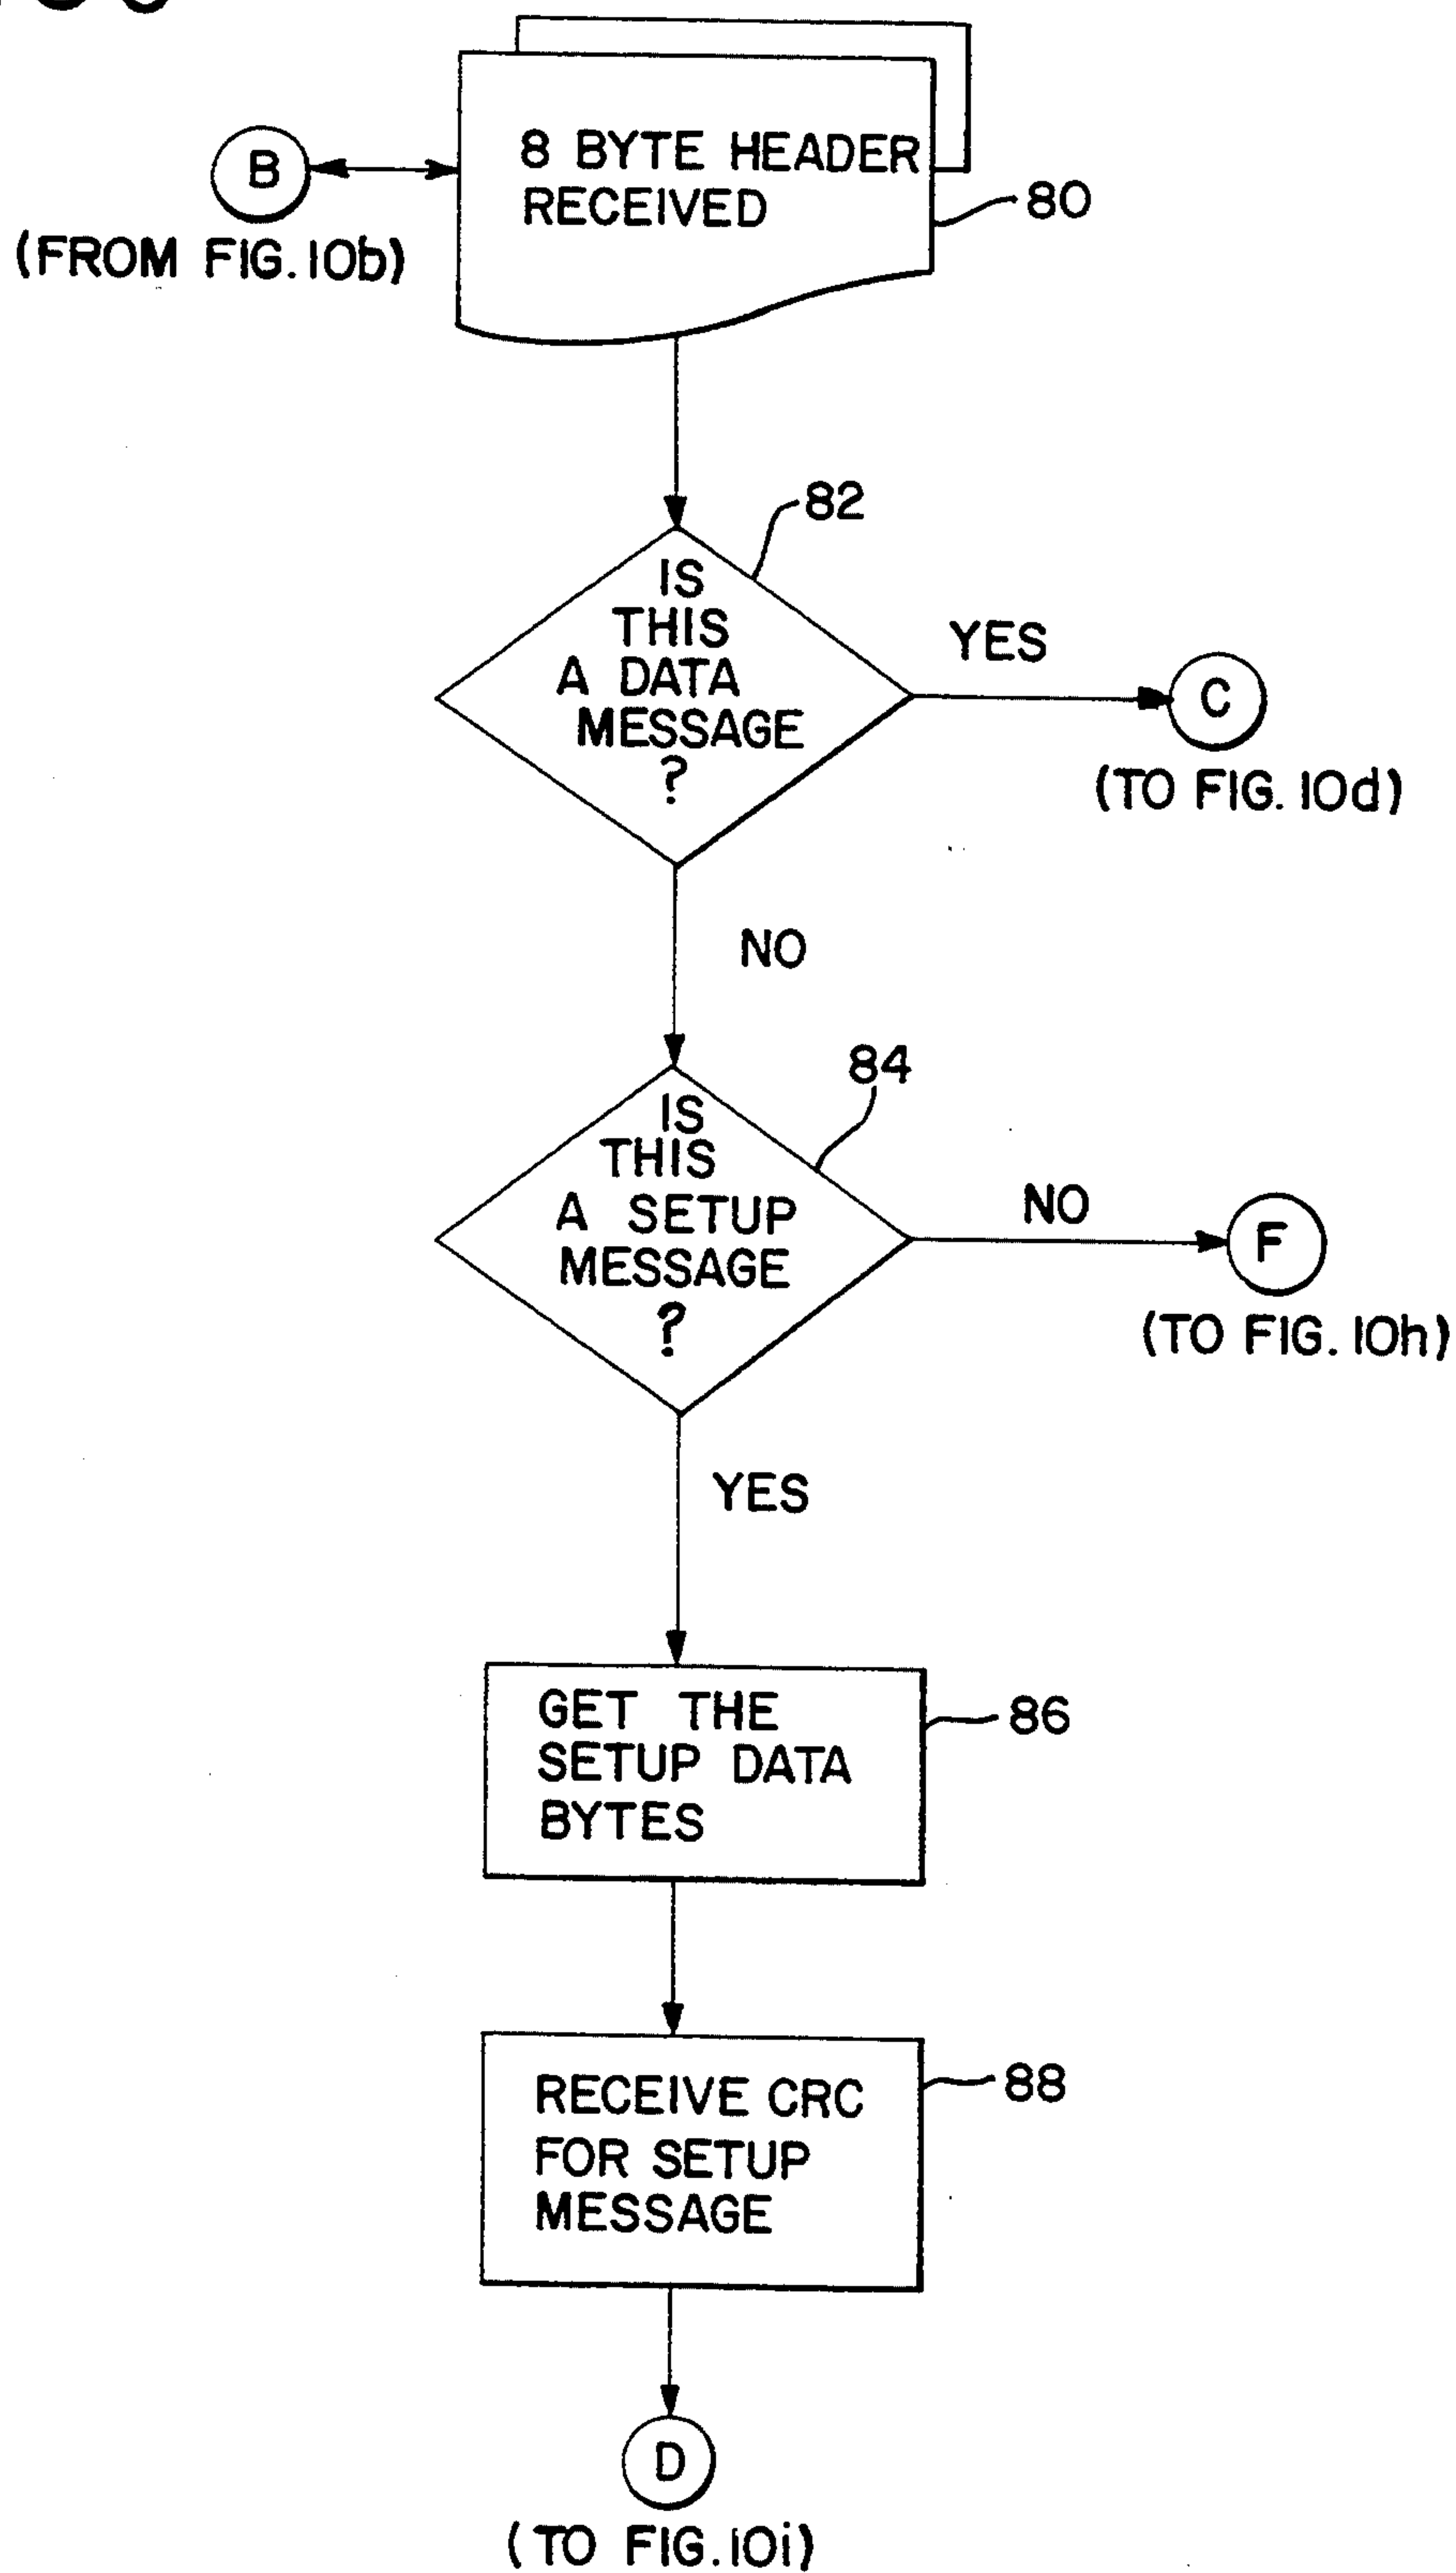 8 BYTE HEADER
RECEIVED
80
B
(FROM FIG. 10b)
82
IS
THIS
A DATA
MESSAGE
?
YES
C
(TO FIG. 10d)
NO
84
IS
THIS
A SETUP
MESSAGE
?
NO
F
(TO FIG. 10h)
YES
GET THE
SETUP DATA
BYTES
86
RECEIVE CRC
FOR SETUP
MESSAGE
88
D
(TO FIG. 10i)